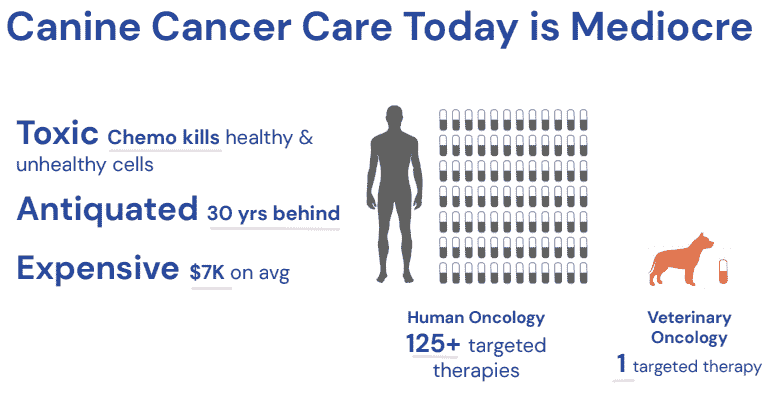 Canine Cancer Care Today is Mediocre
Toxic Chemo kills healthy &
unhealthy cells
Antiquated 30 yrs behind
Expensive $7K on avg
Human Oncology
125+ targeted
therapies
Veterinary
Oncology
1 targeted therapy